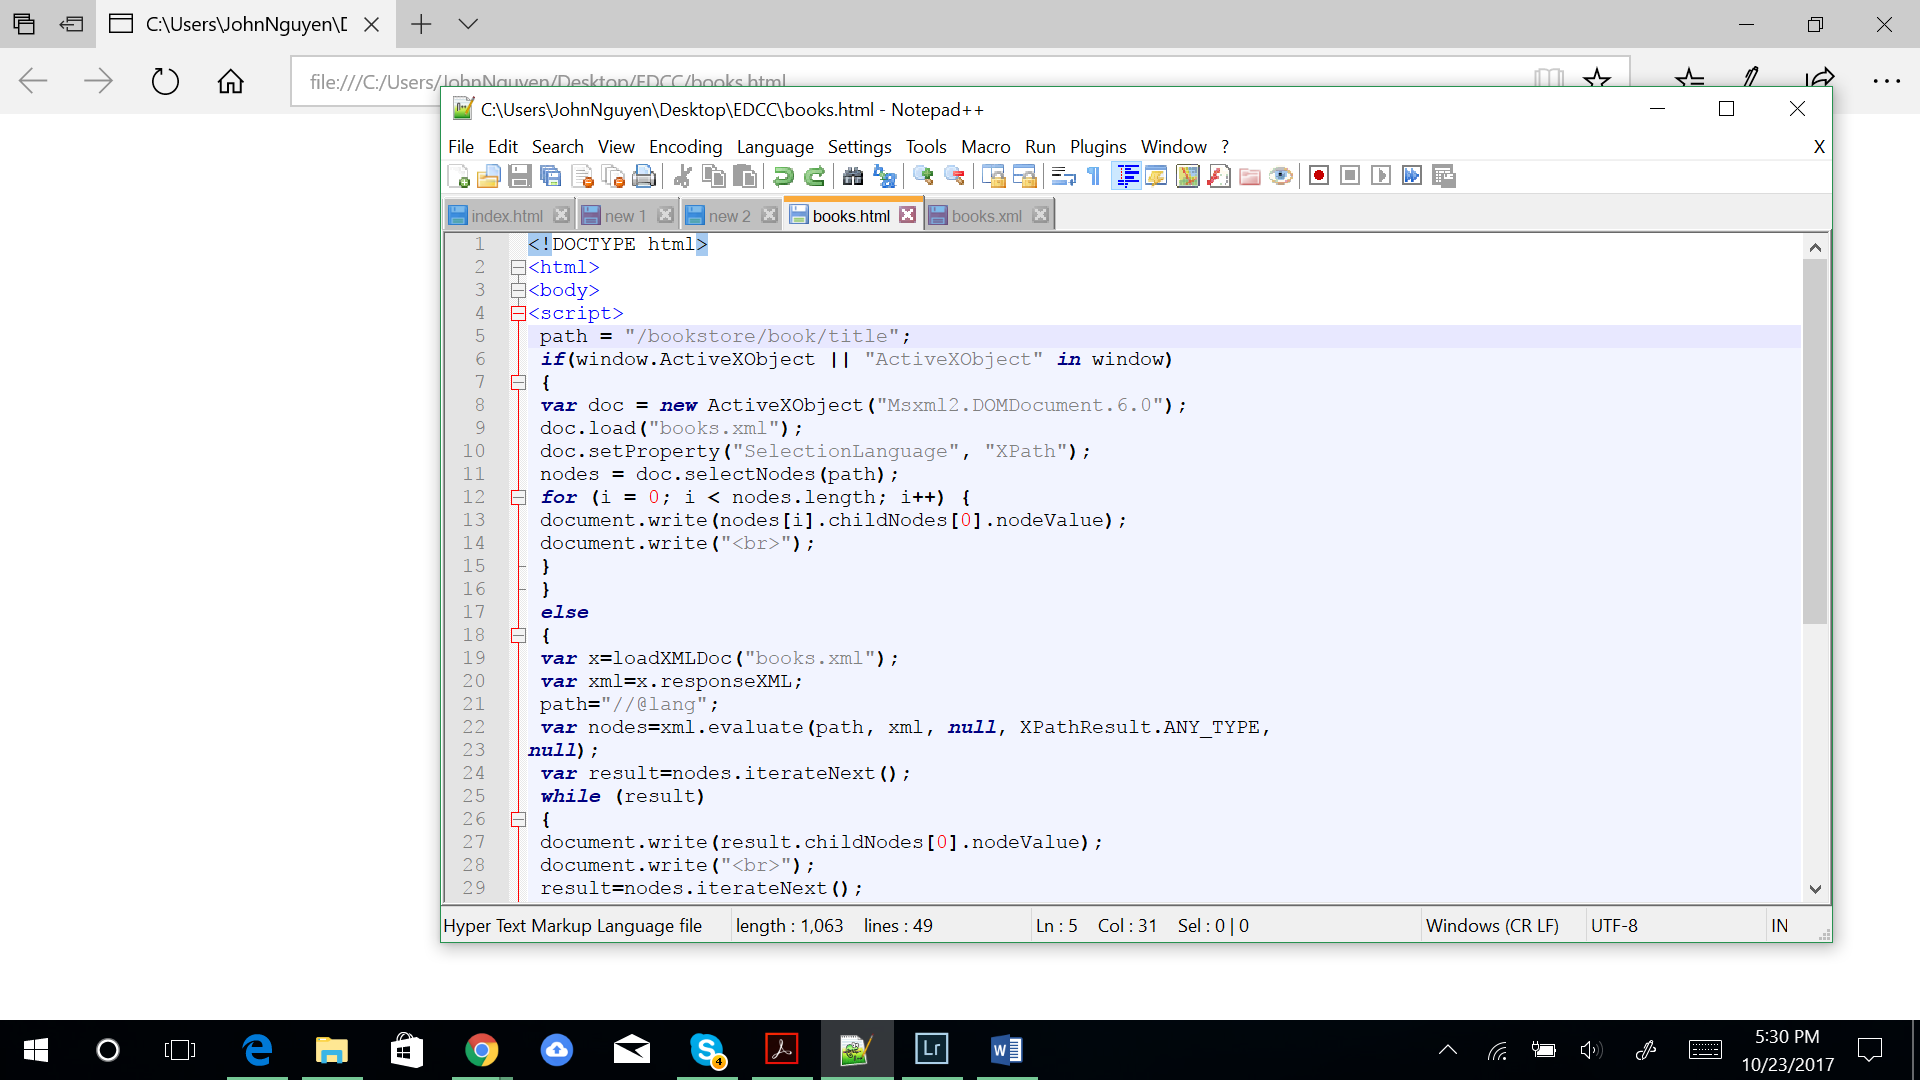 C:\Users\JohnNguyen\D
file:///C:/Users/JohnNguyen/Desktop/EDCC/books.html
C:\Users\JohnNguyen\Desktop\EDCC\books.html - Notepad++
File Edit Search View Encoding Language Settings Tools Macro Run Plugins Window ? X
index.html new 1 new 2 books.html books.xml
1 <!DOCTYPE html>
2 <html>
3 <body>
4 <script>
5 path = "/bookstore/book/title";
6 if(window.ActiveXObject || "ActiveXObject" in window)
7 {
8 var doc = new ActiveXObject("Msxml2.DOMDocument.6.0");
9 doc.load("books.xml");
10 doc.setProperty("SelectionLanguage", "XPath");
11 nodes = doc.selectNodes(path);
12 for (i = 0; i < nodes.length; i++) {
13 document.write(nodes[i].childNodes[0].nodeValue);
14 document.write("<br>");
15 }
16 }
17 else
18 {
19 var x=loadXMLDoc("books.xml");
20 var xml=x.responseXML;
21 path="//@lang";
22 var nodes=xml.evaluate(path, xml, null, XPathResult.ANY_TYPE,
23 null);
24 var result=nodes.iterateNext();
25 while (result)
26 {
27 document.write(result.childNodes[0].nodeValue);
28 document.write("<br>");
29 result=nodes.iterateNext();
Hyper Text Markup Language file length : 1,063 lines : 49 Ln : 5 Col : 31 Sel : 0 | 0 Windows (CR LF) UTF-8 IN
4
Lr
5:30 PM
10/23/2017